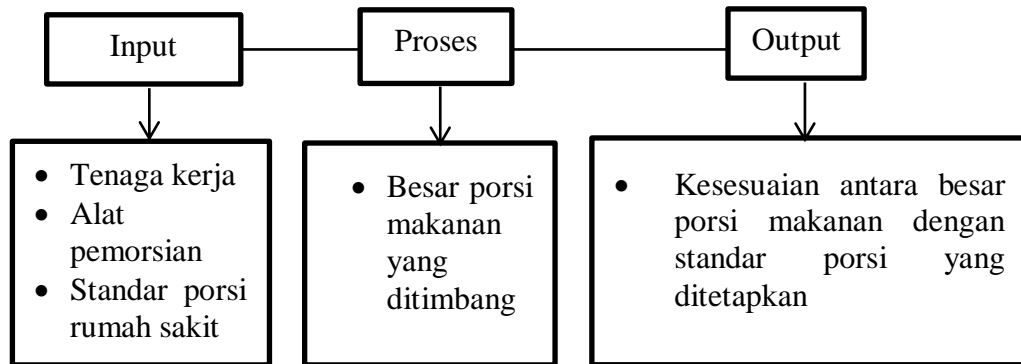 Input
Proses
Output
• Tenaga kerja
• Alat
pemorsian
• Standar porsi
rumah sakit
• Besar porsi
makanan
yang
ditimbang
• Kesesuaian antara besar
porsi makanan dengan
standar porsi yang
ditetapkan